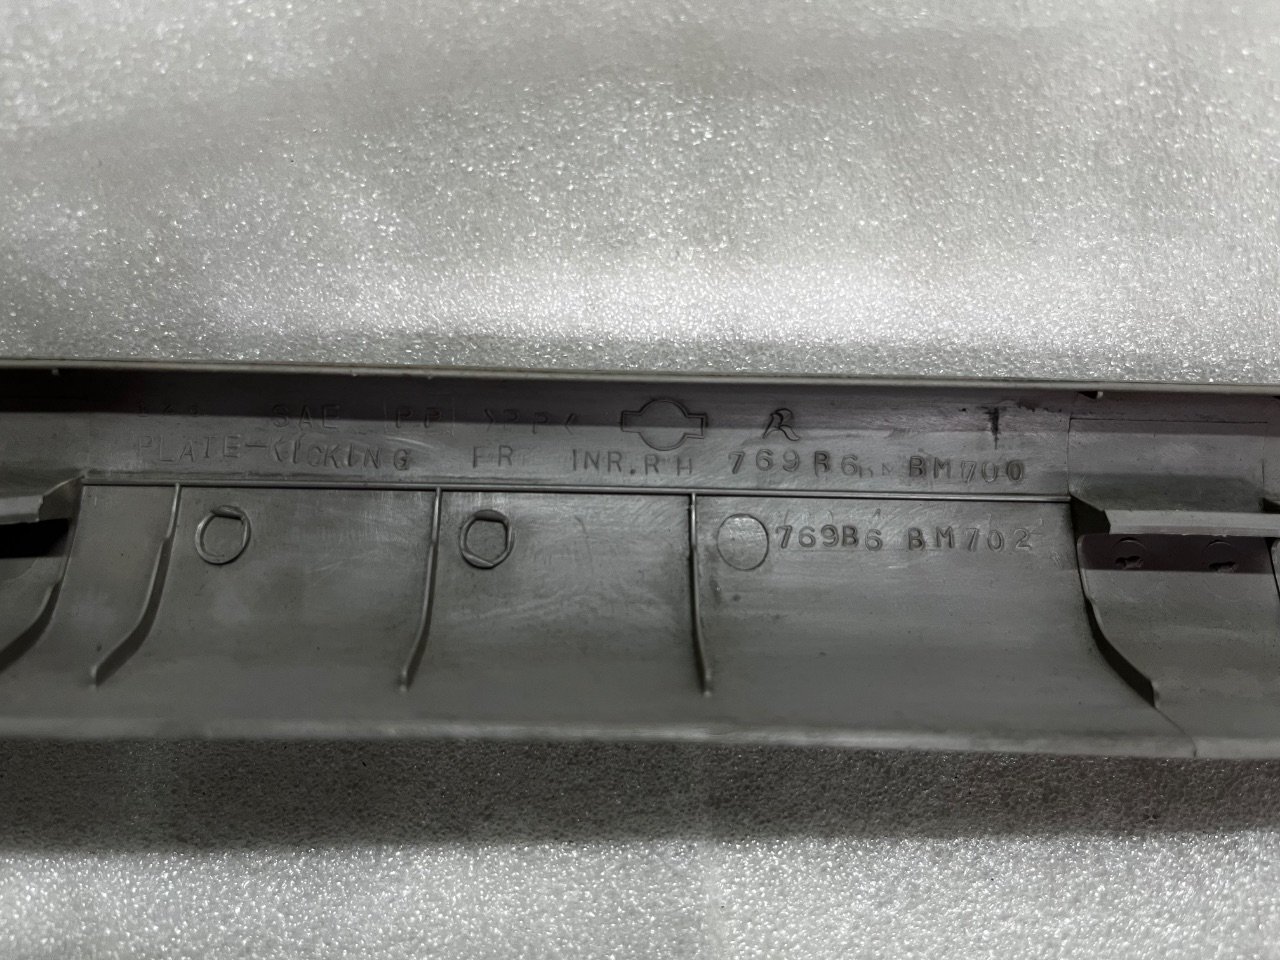 SAE PP >PP<
PLATE-KICKING FR INR.RH 769B6 BM700
769B6 BM702